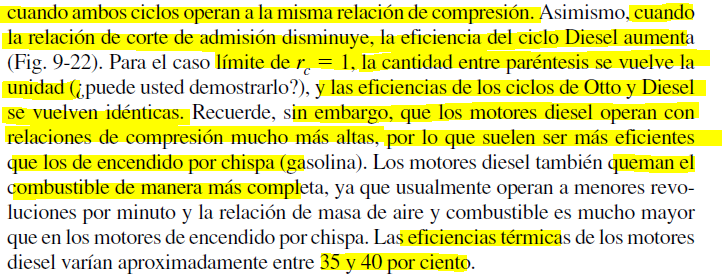 cuando ambos ciclos operan a la misma relación de compresión. Asimismo, cuando
la relación de corte de admisión disminuye, la eficiencia del ciclo Diesel aumenta
(Fig. 9-22). Para el caso límite de r_c = 1, la cantidad entre paréntesis se vuelve la
unidad (¿puede usted demostrarlo?), y las eficiencias de los ciclos de Otto y Diesel
se vuelven idénticas. Recuerde, sin embargo, que los motores diesel operan con
relaciones de compresión mucho más altas, por lo que suelen ser más eficientes
que los de encendido por chispa (gasolina). Los motores diesel también queman el
combustible de manera más completa, ya que usualmente operan a menores revo-
luciones por minuto y la relación de masa de aire y combustible es mucho mayor
que en los motores de encendido por chispa. Las eficiencias térmicas de los motores
diesel varían aproximadamente entre 35 y 40 por ciento.